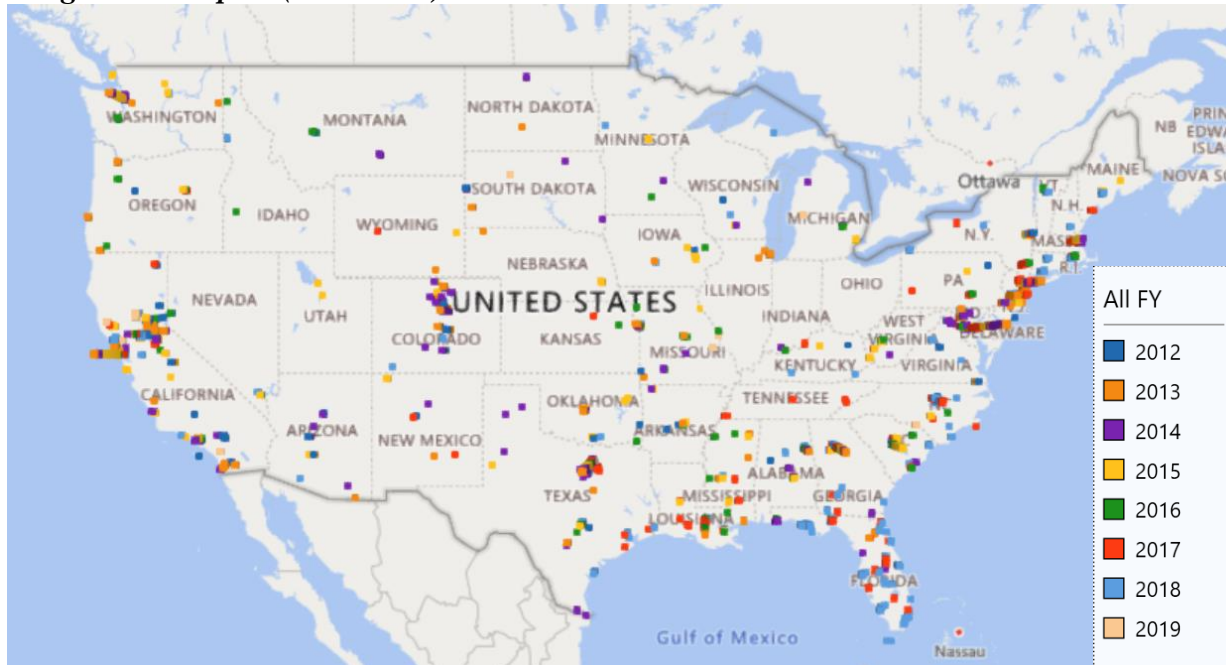 All FY
2012
2013
2014
2015
2016
2017
2018
2019
WASHINGTON
MONTANA
NORTH DAKOTA
MINNESOTA
OREGON
IDAHO
WYOMING
SOUTH DAKOTA
WISCONSIN
MICHIGAN
Ottawa
VT.
MAINE
NB
N.H.
N.Y.
MASS
R.I.
IOWA
NEBRASKA
NEVADA
UTAH
UNITED STATES
COLORADO
KANSAS
ILLINOIS
INDIANA
OHIO
PA
MISSOURI
WEST
VIRGINIA
KENTUCKY
VIRGINIA
DELAWARE
CALIFORNIA
ARIZONA
NEW MEXICO
OKLAHOMA
ARKANSAS
TENNESSEE
TEXAS
LOUISIANA
MISSISSIPPI
ALABAMA
GEORGIA
FLORIDA
Gulf of Mexico
Nassau